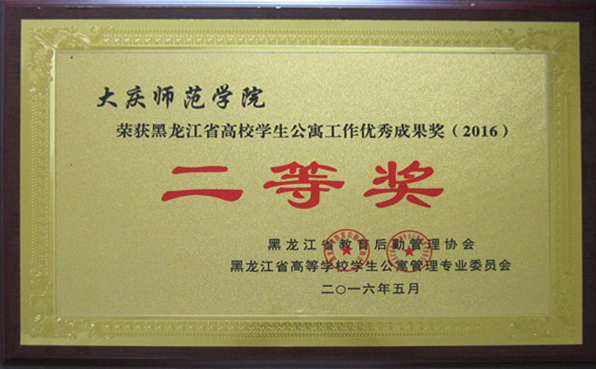 大庆师范学院
荣获黑龙江省高校学生公寓工作优秀成果奖（2016）
二等奖
黑龙江省教育后勤管理协会
黑龙江省高等学校学生公寓管理专业委员会
二〇一六年五月